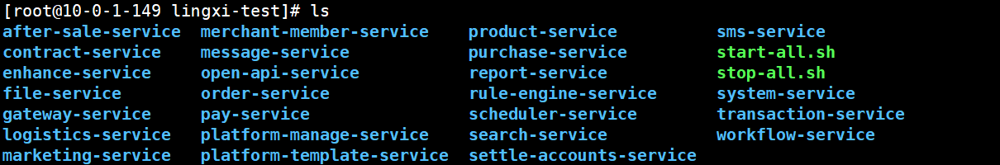 [root@10-0-1-149 lingxi-test]# ls
after-sale-service  merchant-member-service    product-service          sms-service
contract-service    message-service            purchase-service         start-all.sh
enhance-service     open-api-service           report-service           stop-all.sh
file-service        order-service              rule-engine-service      system-service
gateway-service     pay-service                scheduler-service        transaction-service
logistics-service   platform-manage-service    search-service           workflow-service
marketing-service   platform-template-service  settle-accounts-service